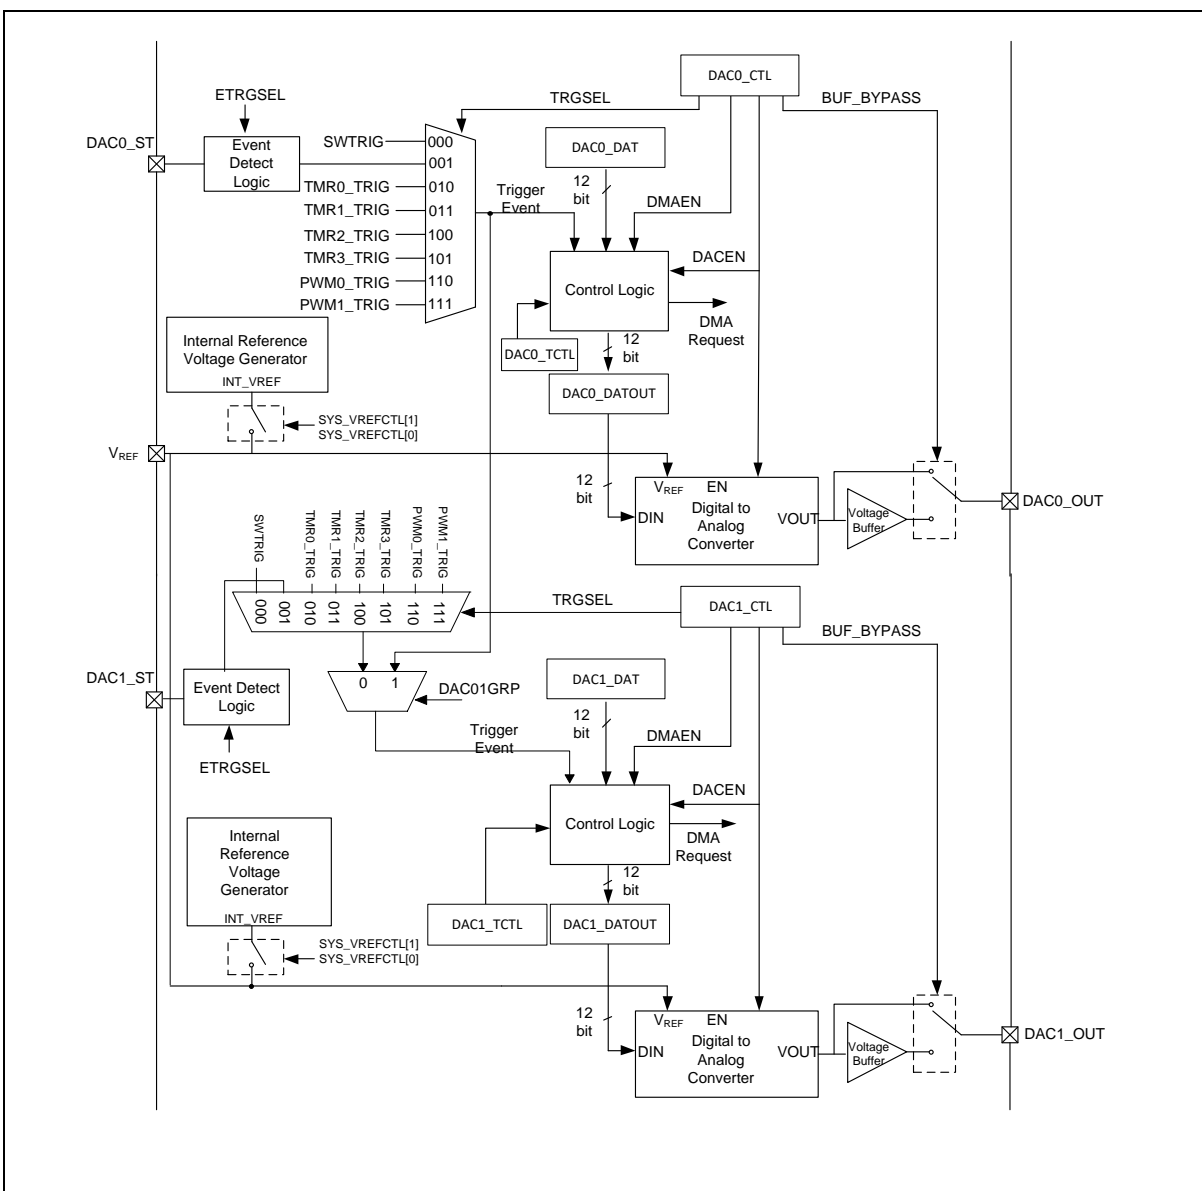 DAC0_CTL
ETRGSEL
TRGSEL
BUF_BYPASS
DAC0_ST
Event
Detect
Logic
SWTRIG
000
DAC0_DAT
001
TMR0_TRIG
010
12
bit
TMR1_TRIG
011
Trigger
Event
DMAEN
TMR2_TRIG
100
TMR3_TRIG
101
DACEN
PWM0_TRIG
110
Control Logic
PWM1_TRIG
111
DMA
Request
Internal Reference
Voltage Generator
INT_VREF
DAC0_TCTL
12
bit
DAC0_DATOUT
SYS_VREFCTL[1]
SYS_VREFCTL[0]
VREF
12
bit
VREF
EN
DIN
Digital to
Analog
Converter
VOUT
Voltage
Buffer
DAC0_OUT
SWTRIG
TMR0_TRIG
TMR1_TRIG
TMR2_TRIG
TMR3_TRIG
PWM0_TRIG
PWM1_TRIG
000
001
010
011
100
101
110
111
TRGSEL
DAC1_CTL
BUF_BYPASS
DAC1_ST
Event Detect
Logic
0 1
DAC01GRP
DAC1_DAT
12
bit
ETRGSEL
Trigger
Event
DMAEN
DACEN
Control Logic
DMA
Request
Internal
Reference
Voltage
Generator
INT_VREF
12
bit
DAC1_TCTL
DAC1_DATOUT
SYS_VREFCTL[1]
SYS_VREFCTL[0]
12
bit
VREF
EN
DIN
Digital to
Analog
Converter
VOUT
Voltage
Buffer
DAC1_OUT